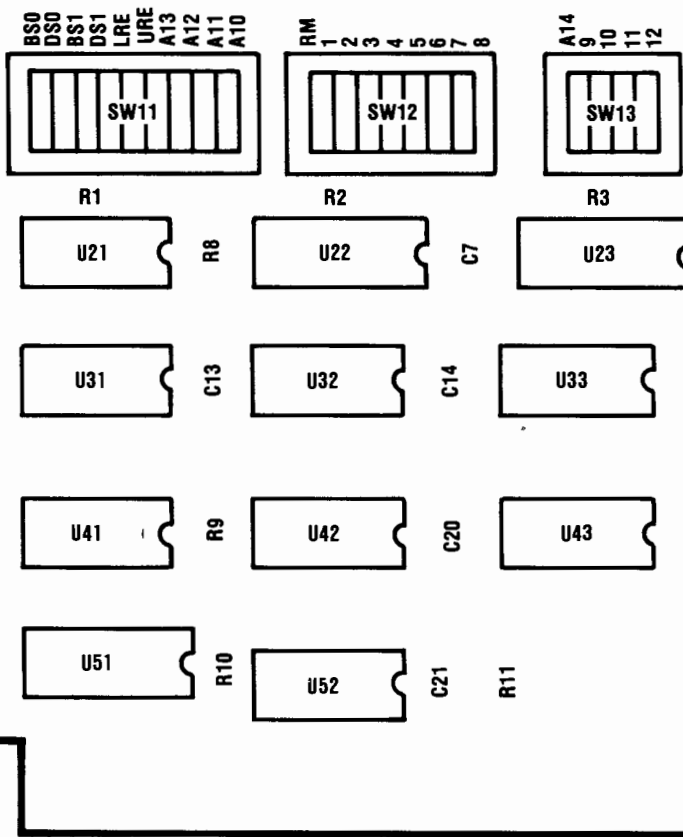 BS0 DS0 BS1 DS1 LRE URE A13 A12 A11 A10 RM 1 2 3 4 5 6 7 8 A14 9 10 11 12
SW11 SW12 SW13
R1 R2 R3
U21 R8 U22 C7 U23
U31 C13 U32 C14 U33
U41 R9 U42 C20 U43
U51 R10 U52 C21 R11